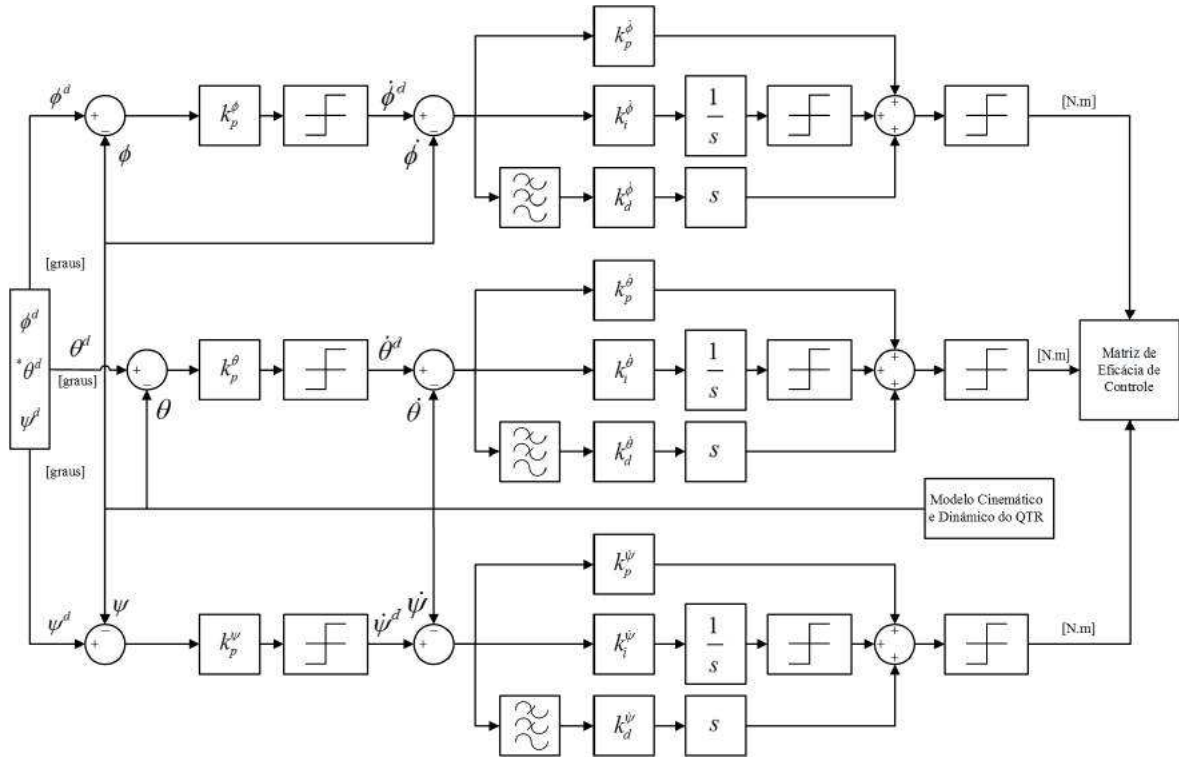 ϕ^d
ϕ
k_p^ϕ
ϕ̇^d
ϕ̇
k_p^ϕ̇
k_i^ϕ̇
1/s
k_d^ϕ̇
s
[N.m]
[graus]
ϕ^d
*θ^d
ψ^d
θ^d
[graus]
θ
k_p^θ
θ̇^d
θ̇
k_p^θ̇
k_i^θ̇
1/s
k_d^θ̇
s
[N.m]
Matriz de
Eficácia de
Controle
[graus]
Modelo Cinemático
e Dinámico do QTR
ψ^d
ψ
k_p^ψ
ψ̇^d
ψ̇
k_p^ψ̇
k_i^ψ̇
1/s
k_d^ψ̇
s
[N.m]